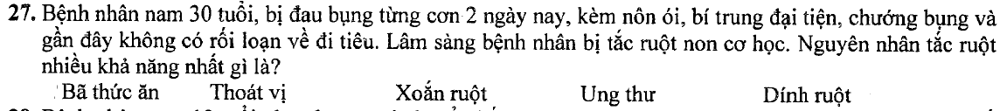 27. Bệnh nhân nam 30 tuổi, bị đau bụng từng cơn 2 ngày nay, kèm nôn ói, bí trung đại tiện, chướng bụng và
gần đây không có rối loạn về đi tiêu. Lâm sàng bệnh nhân bị tắc ruột non cơ học. Nguyên nhân tắc ruột
nhiều khả năng nhất gì là?
Bã thức ăn Thoát vị Xoắn ruột Ung thư Dính ruột